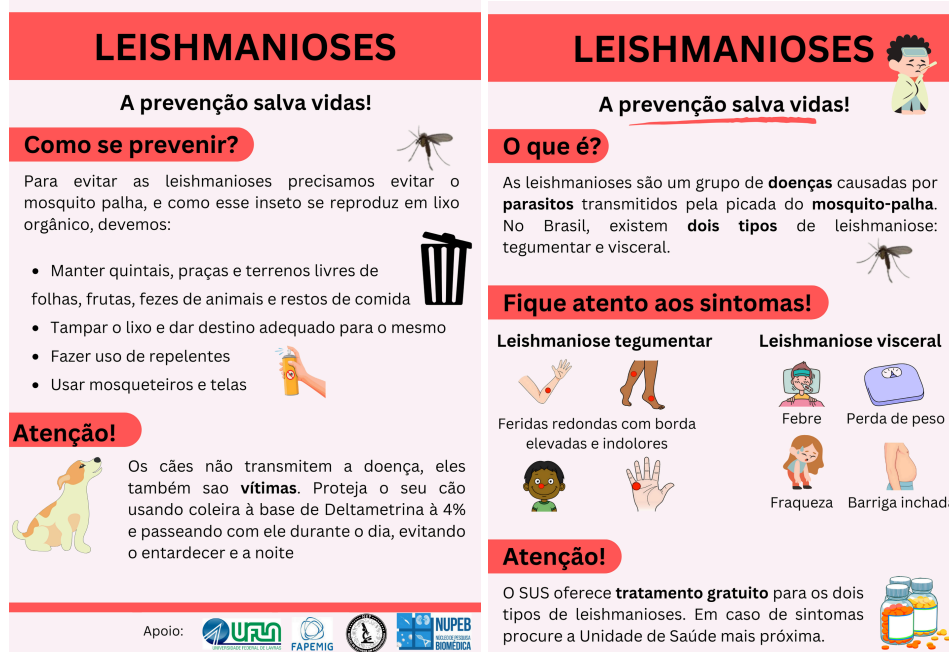 LEISHMANIOSES
A prevenção salva vidas!
Como se prevenir?
Para evitar as leishmanioses precisamos evitar o
mosquito palha, e como esse inseto se reproduz em lixo
orgânico, devemos:
• Manter quintais, praças e terrenos livres de
folhas, frutas, fezes de animais e restos de comida
• Tampar o lixo e dar destino adequado para o mesmo
• Fazer uso de repelentes
• Usar mosqueteiros e telas
Atenção!
Os cães não transmitem a doença, eles
também sao vítimas. Proteja o seu cão
usando coleira à base de Deltametrina à 4%
e passeando com ele durante o dia, evitando
o entardecer e a noite
Apoio:
UFLA
UNIVERSIDADE FEDERAL DE LAVRAS
FAPEMIG
NUPEB
NÚCLEO DE PESQUISA
BIOMÉDICA
LEISHMANIOSES
A prevenção salva vidas!
O que é?
As leishmanioses são um grupo de doenças causadas por
parasitos transmitidos pela picada do mosquito-palha.
No Brasil, existem dois tipos de leishmaniose:
tegumentar e visceral.
Fique atento aos sintomas!
Leishmaniose tegumentar
Feridas redondas com borda
elevadas e indolores
Leishmaniose visceral
Febre
Perda de peso
Fraqueza
Barriga inchad
Atenção!
O SUS oferece tratamento gratuito para os dois
tipos de leishmanioses. Em caso de sintomas
procure a Unidade de Saúde mais próxima.